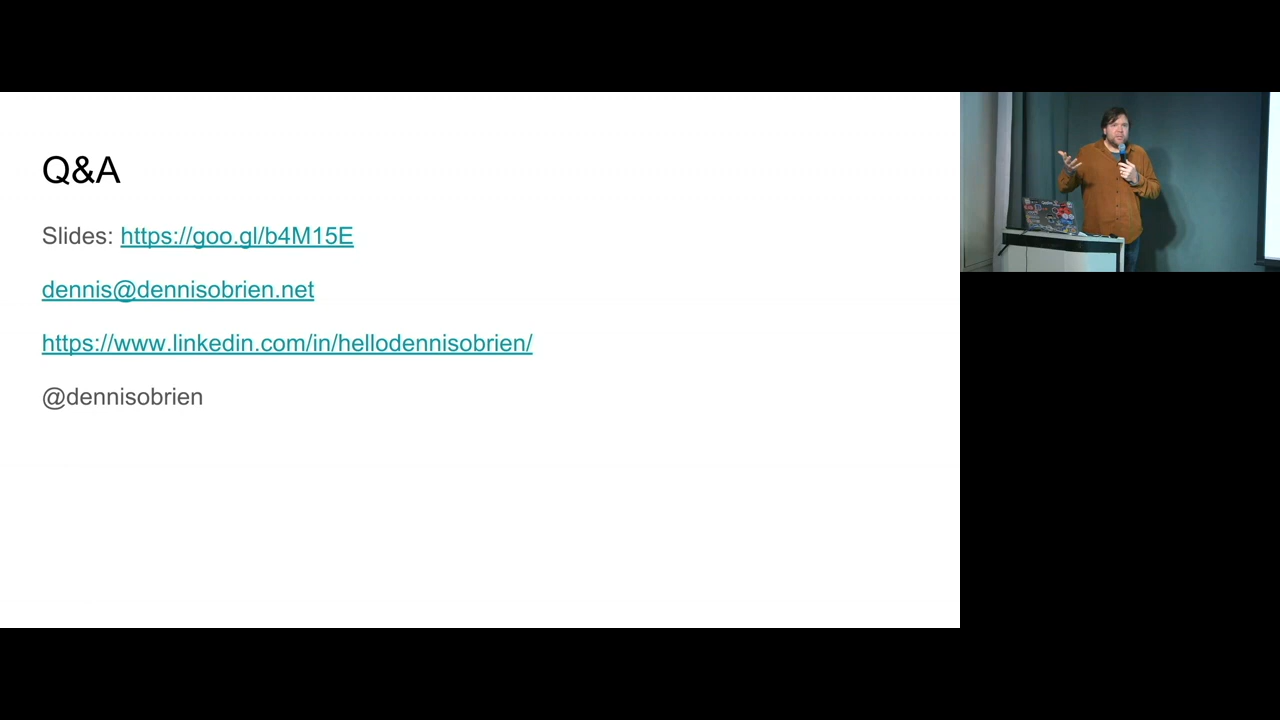 Q&A
Slides: https://goo.gl/b4M15E
dennis@dennisobrien.net
https://www.linkedin.com/in/hellodennisobrien/
@dennisobrien